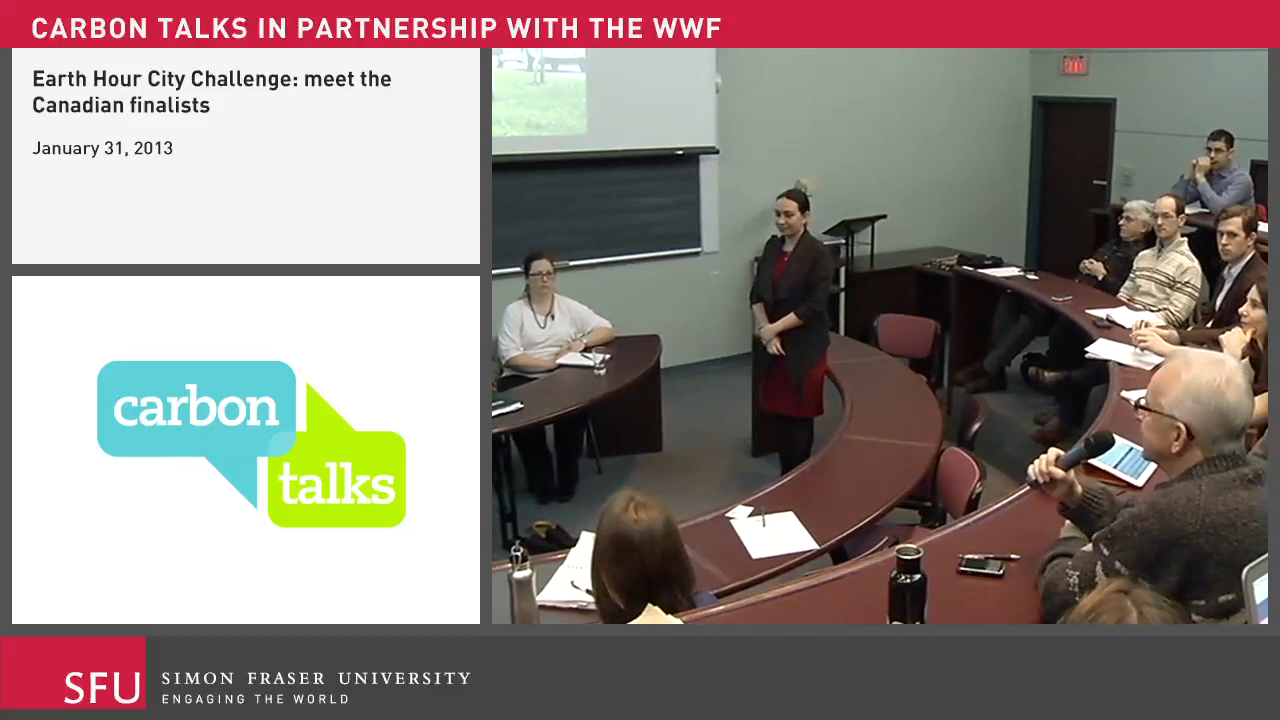 CARBON TALKS IN PARTNERSHIP WITH THE WWF
Earth Hour City Challenge: meet the
Canadian finalists
January 31, 2013
EXIT
carbon
talks
SFU
SIMON FRASER UNIVERSITY
ENGAGING THE WORLD